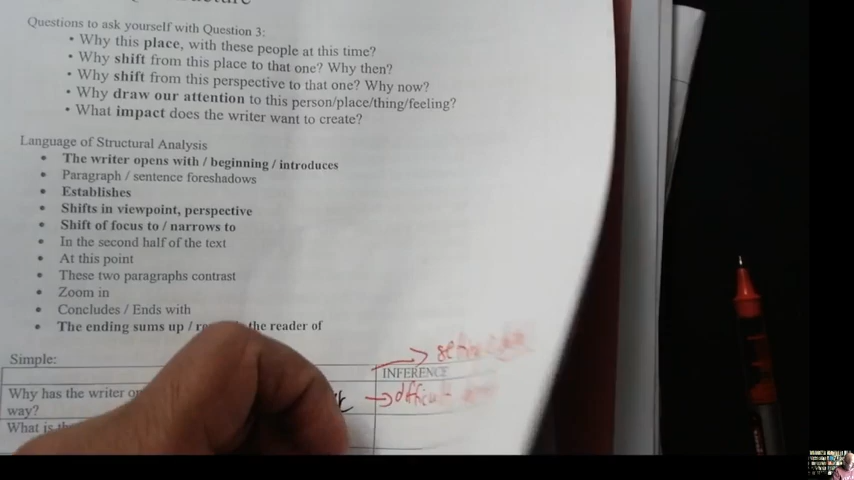 Questions to ask yourself with Question 3:
• Why this place, with these people at this time?
• Why shift from this place to that one? Why then?
• Why shift from this perspective to that one? Why now?
• Why draw our attention to this person/place/thing/feeling?
• What impact does the writer want to create?
Language of Structural Analysis
• The writer opens with / beginning / introduces
• Paragraph / sentence foreshadows
• Establishes
• Shifts in viewpoint, perspective
• Shift of focus to / narrows to
• In the second half of the text
• At this point
• These two paragraphs contrast
• Zoom in
• Concludes / Ends with
• The ending sums up / the reader of
Simple:
INFERENCE
Why has the writer
difficult
way?
What is